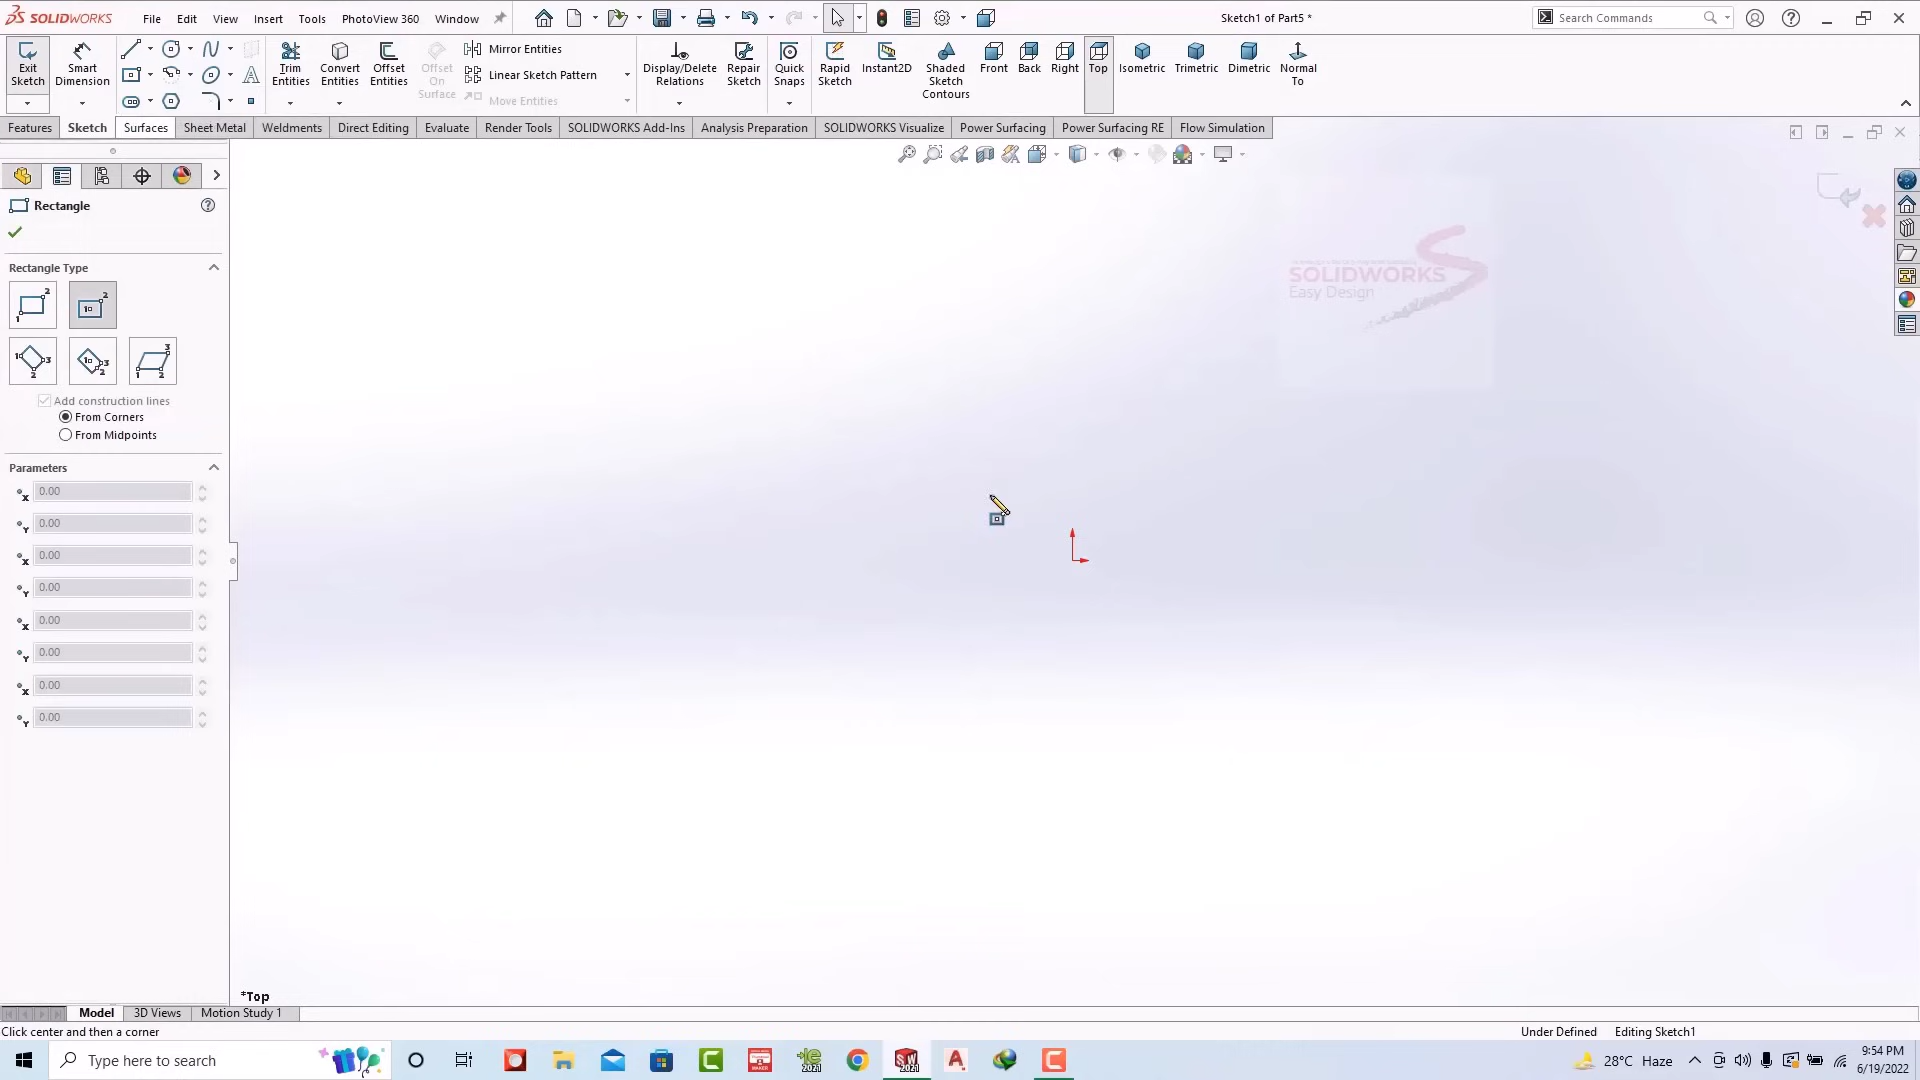 SOLIDWORKS File Edit View Insert Tools PhotoView 360 Window Sketch1 of Part5 * Search Commands
Exit Sketch
Smart Dimension
Trim Entities
Convert Entities
Offset Entities
Offset On Surface
Mirror Entities
Linear Sketch Pattern
Move Entities
Display/Delete Relations
Repair Sketch
Quick Snaps
Rapid Sketch
Instant2D
Shaded Sketch Contours
Front Back Right Top Isometric Trimetric Dimetric Normal To
Features Sketch Surfaces Sheet Metal Weldments Direct Editing Evaluate Render Tools SOLIDWORKS Add-Ins Analysis Preparation SOLIDWORKS Visualize Power Surfacing Power Surfacing RE Flow Simulation
Rectangle
Rectangle Type
Add construction lines
From Corners
From Midpoints
Parameters
0.00
0.00
0.00
0.00
0.00
0.00
0.00
0.00
SOLIDWORKS
Easy Design
*Top
Model 3D Views Motion Study 1
Click center and then a corner Under Defined Editing Sketch1
Type here to search 28°C Haze 9:54 PM
6/19/2022